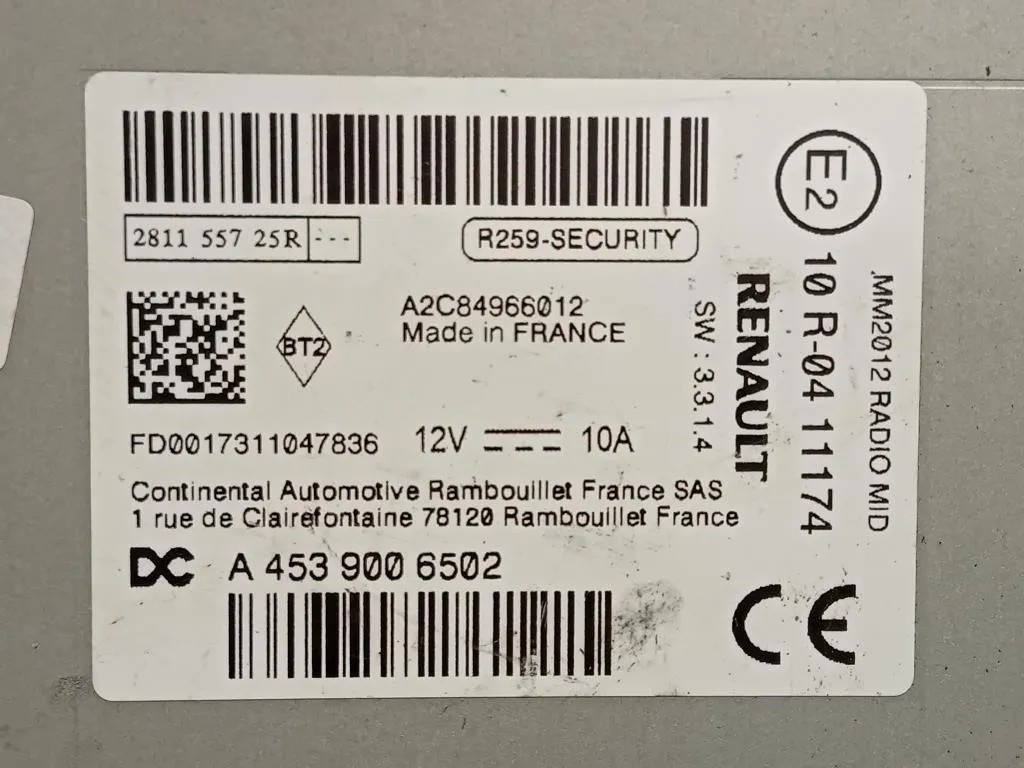 2811 557 25R ---
R259-SECURITY
BT2
A2C84966012
Made in FRANCE
FD0017311047836 12V 10A
Continental Automotive Rambouillet France SAS
1 rue de Clairefontaine 78120 Rambouillet France
DC A 453 900 6502
SW : 3.3.1.4
RENAULT
E2
10 R-04 11174
MM2012 RADIO MID
CE